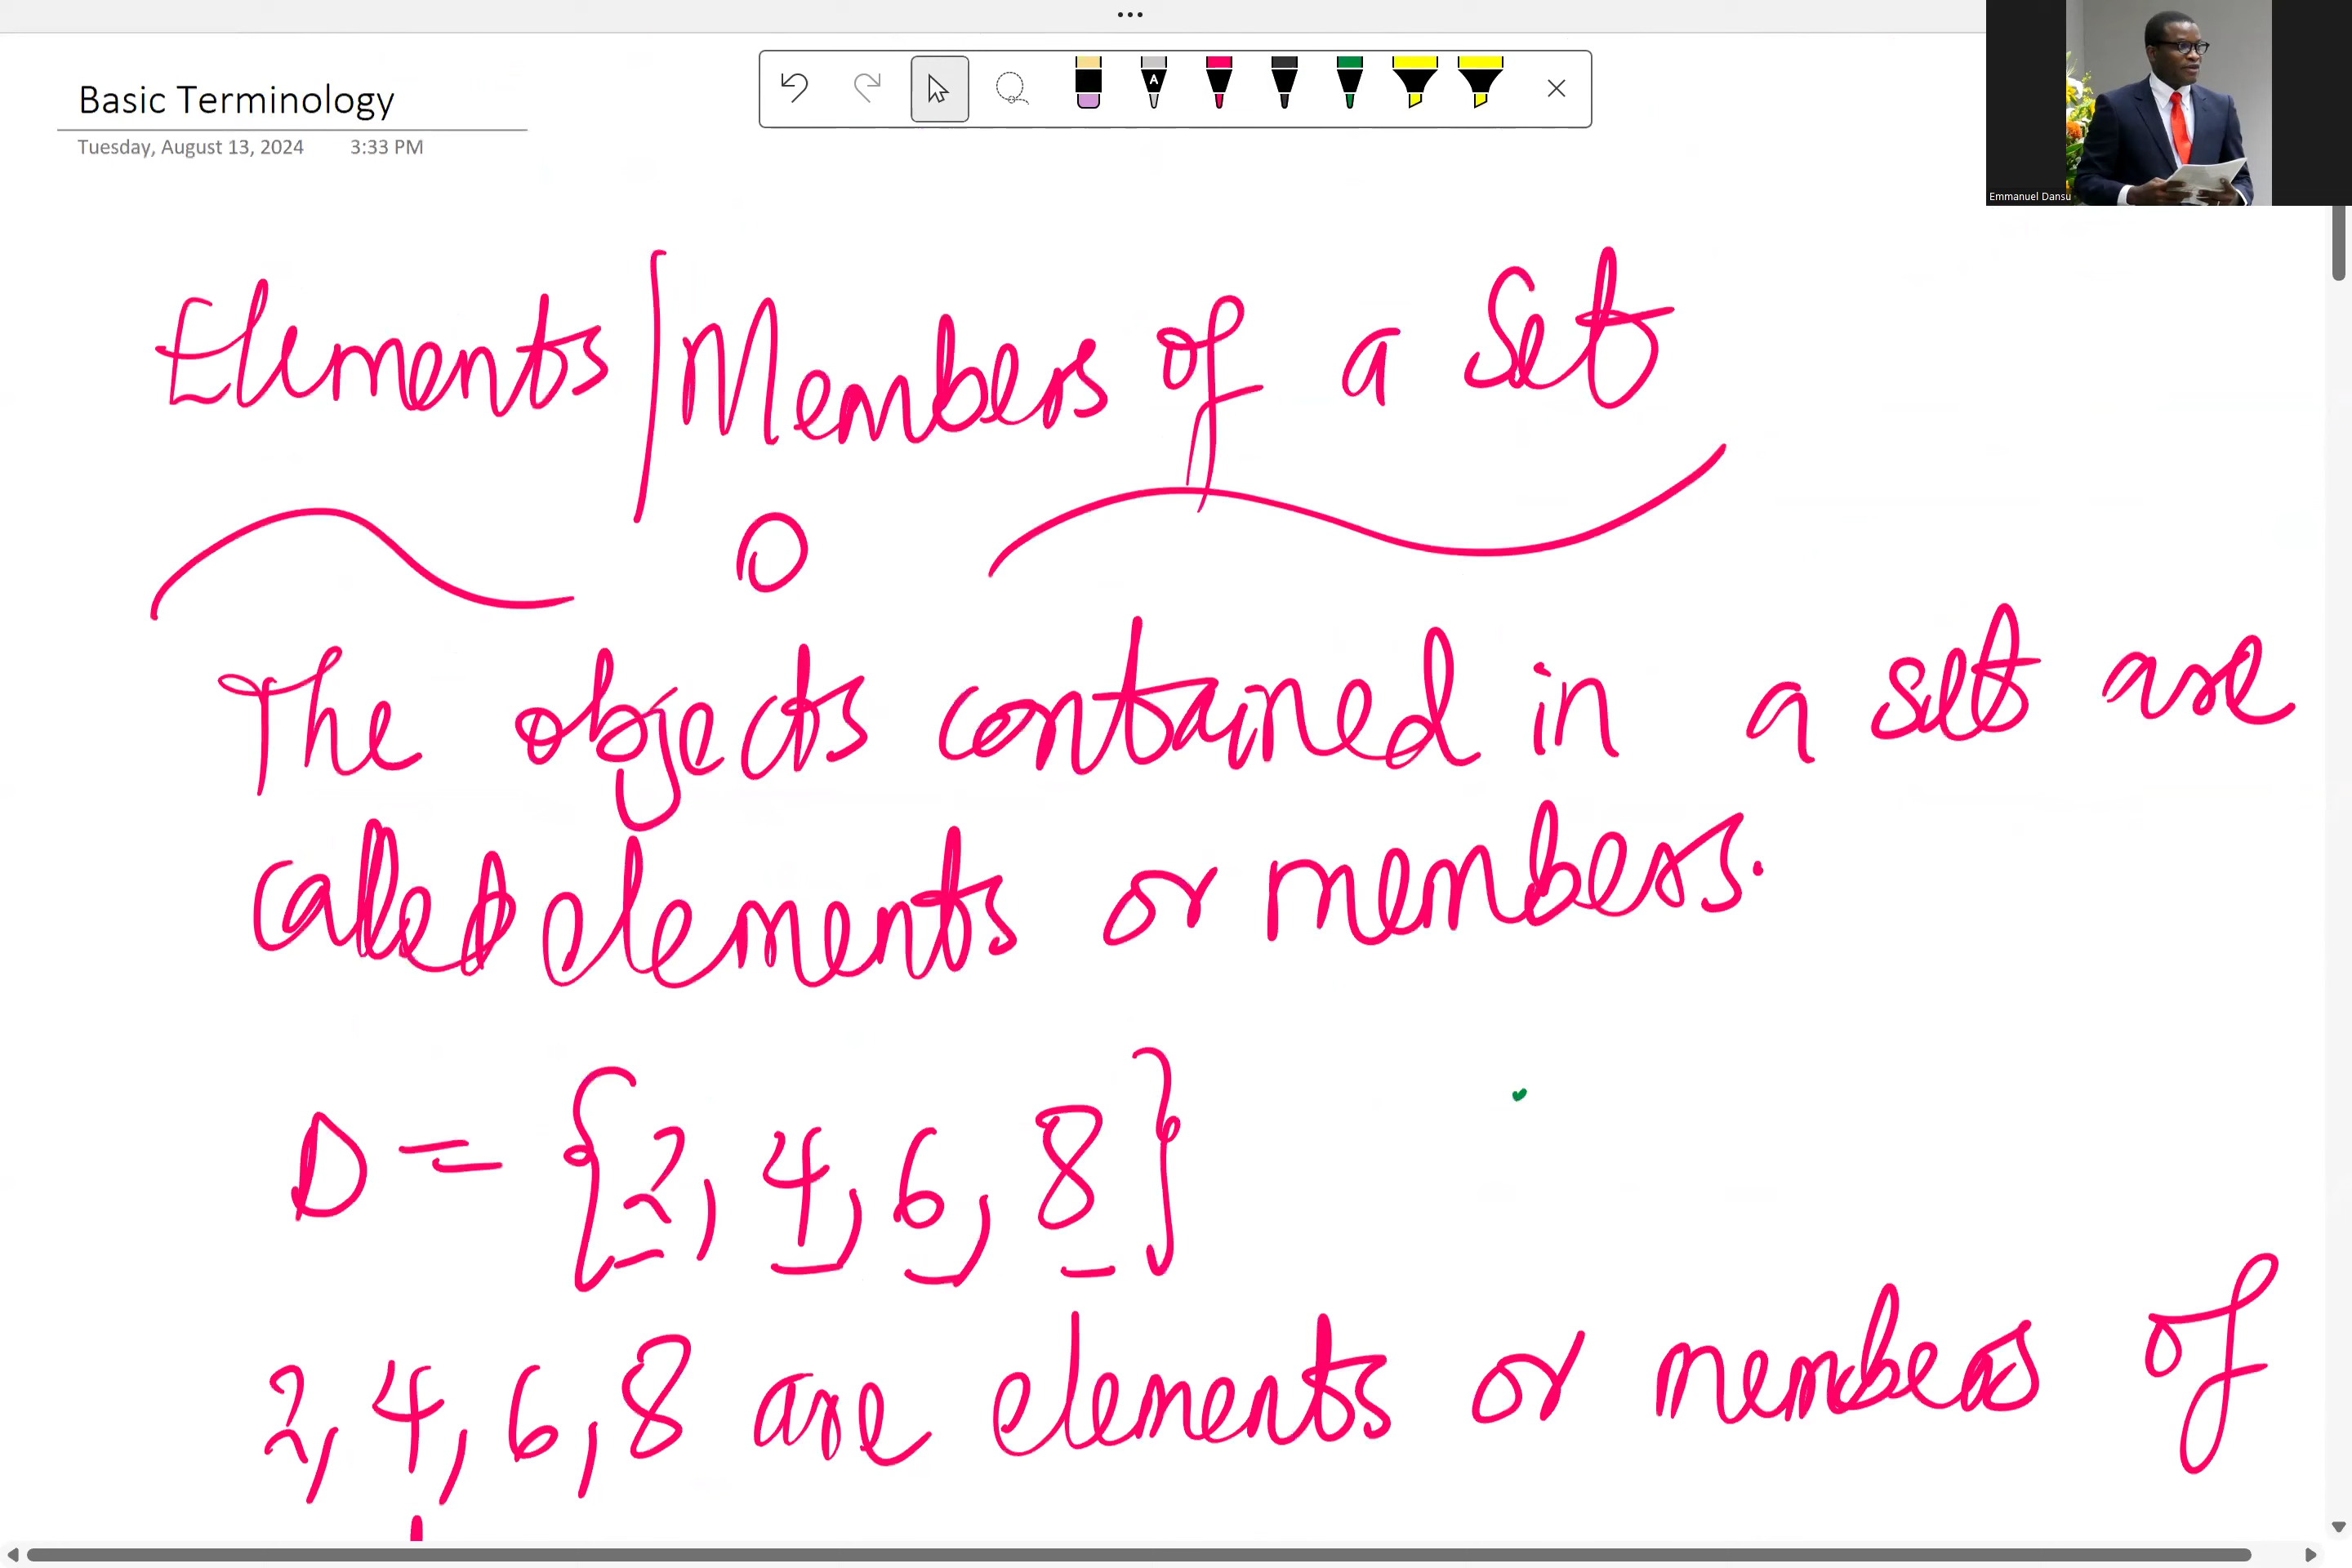 Basic Terminology
Tuesday, August 13, 2024 3:33 PM
A
Emmanuel Dansu
Elements/Members of a Set
The objects contained in a set are
called elements or members.
D = {2, 4, 6, 8}
2, 4, 6, 8 are elements or members of